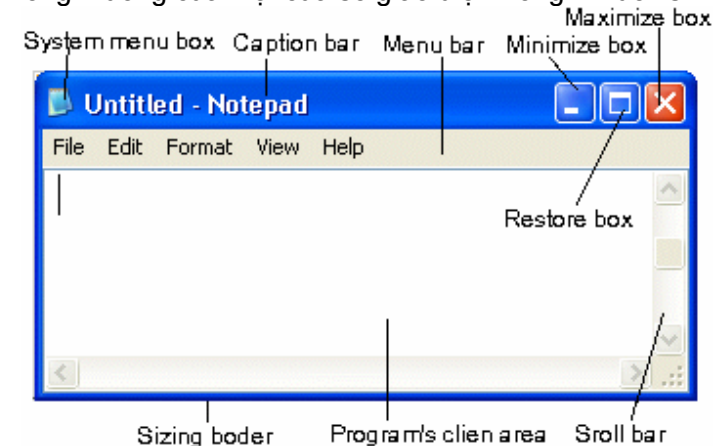 Maximize box
System menu box Caption bar Menu bar Minimize box
Untitled - Notepad
File Edit Format View Help
Restore box
Sizing boder Program's clien area Sroll bar